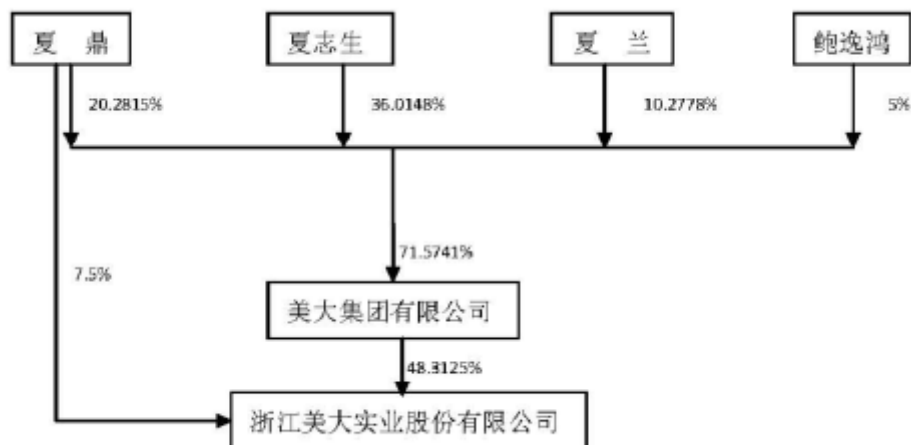 夏　鼎
夏志生
夏　兰
鲍逸鸿
20.2815%
36.0148%
10.2778%
5%
71.5741%
7.5%
美大集团有限公司
48.3125%
浙江美大实业股份有限公司